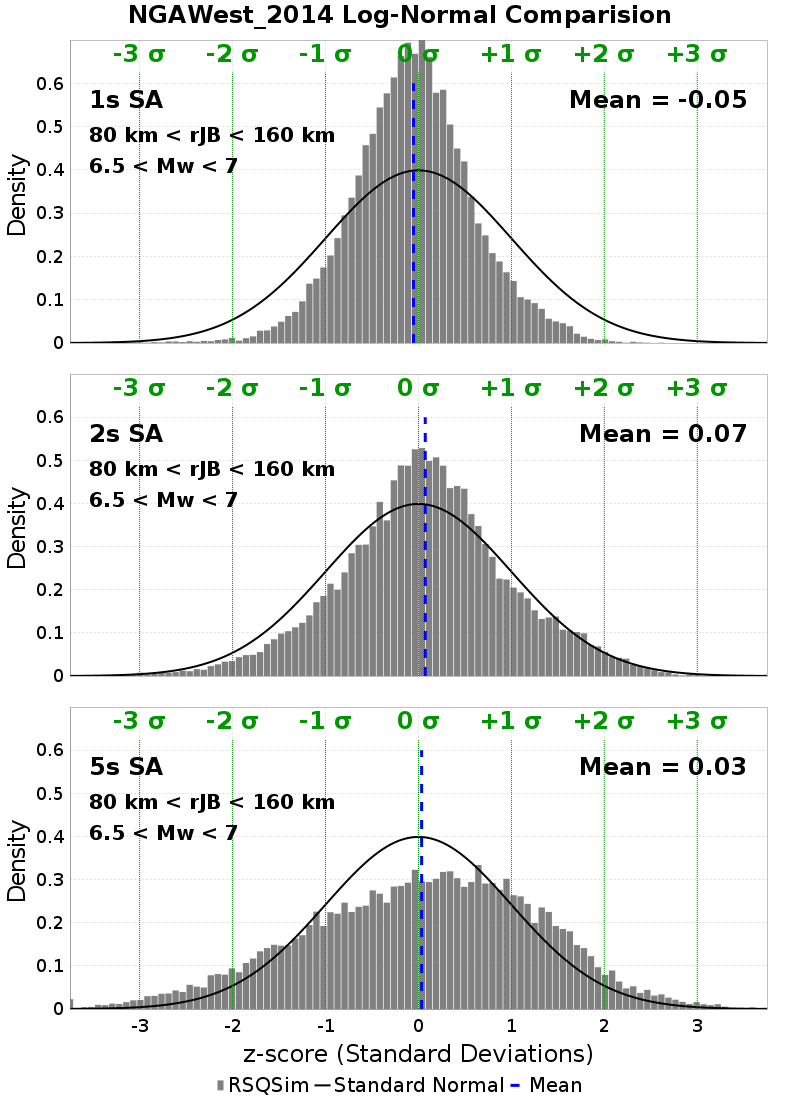 NGAWest_2014 Log-Normal Comparision
-3 σ -2 σ -1 σ 0 σ +1 σ +2 σ +3 σ
0.6
1s SA Mean = -0.05
80 km < rJB < 160 km
0.5
6.5 < Mw < 7
0.4
0.3
0.2
0.1
0
Density
-3 σ -2 σ -1 σ 0 σ +1 σ +2 σ +3 σ
0.6
2s SA Mean = 0.07
80 km < rJB < 160 km
0.5
6.5 < Mw < 7
0.4
0.3
0.2
0.1
0
Density
-3 σ -2 σ -1 σ 0 σ +1 σ +2 σ +3 σ
0.6
5s SA Mean = 0.03
80 km < rJB < 160 km
0.5
6.5 < Mw < 7
0.4
0.3
0.2
0.1
0
Density
-3 -2 -1 0 1 2 3
z-score (Standard Deviations)
RSQSim Standard Normal Mean